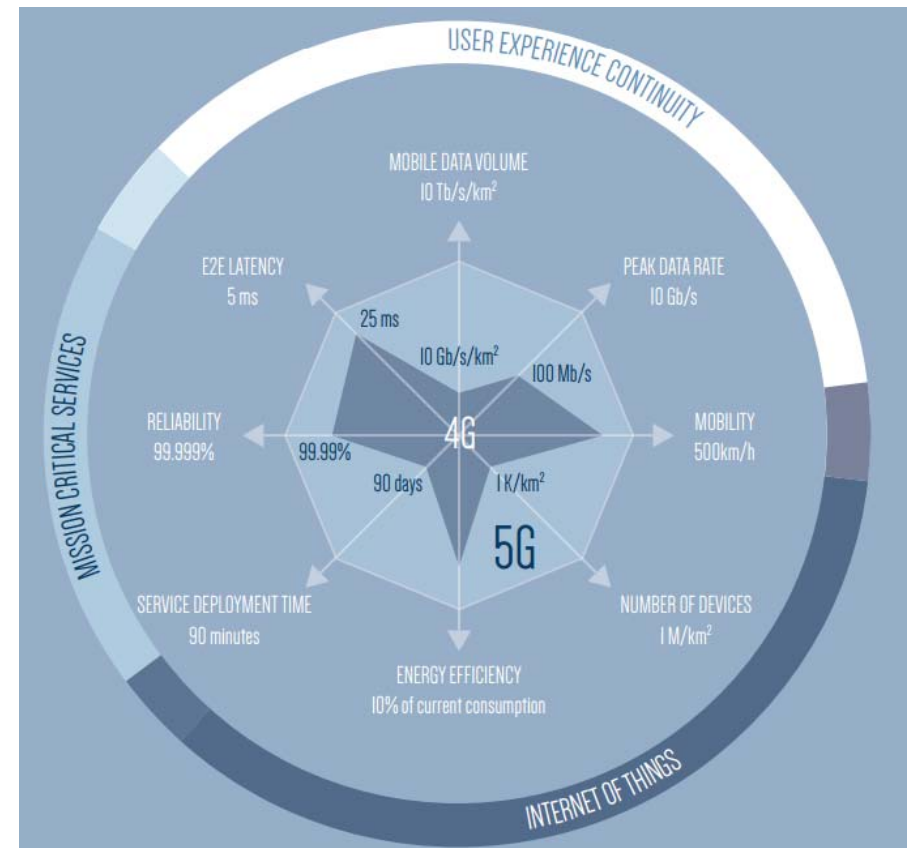 USER EXPERIENCE CONTINUITY
MOBILE DATA VOLUME
10 Tb/s/km²
E2E LATENCY
5 ms
PEAK DATA RATE
10 Gb/s
25 ms
10 Gb/s/km²
100 Mb/s
RELIABILITY
99.999%
4G
MOBILITY
500km/h
99.99%
90 days
1 K/km²
5G
SERVICE DEPLOYMENT TIME
90 minutes
NUMBER OF DEVICES
1 M/km²
ENERGY EFFICIENCY
10% of current consumption
MISSION CRITICAL SERVICES
INTERNET OF THINGS